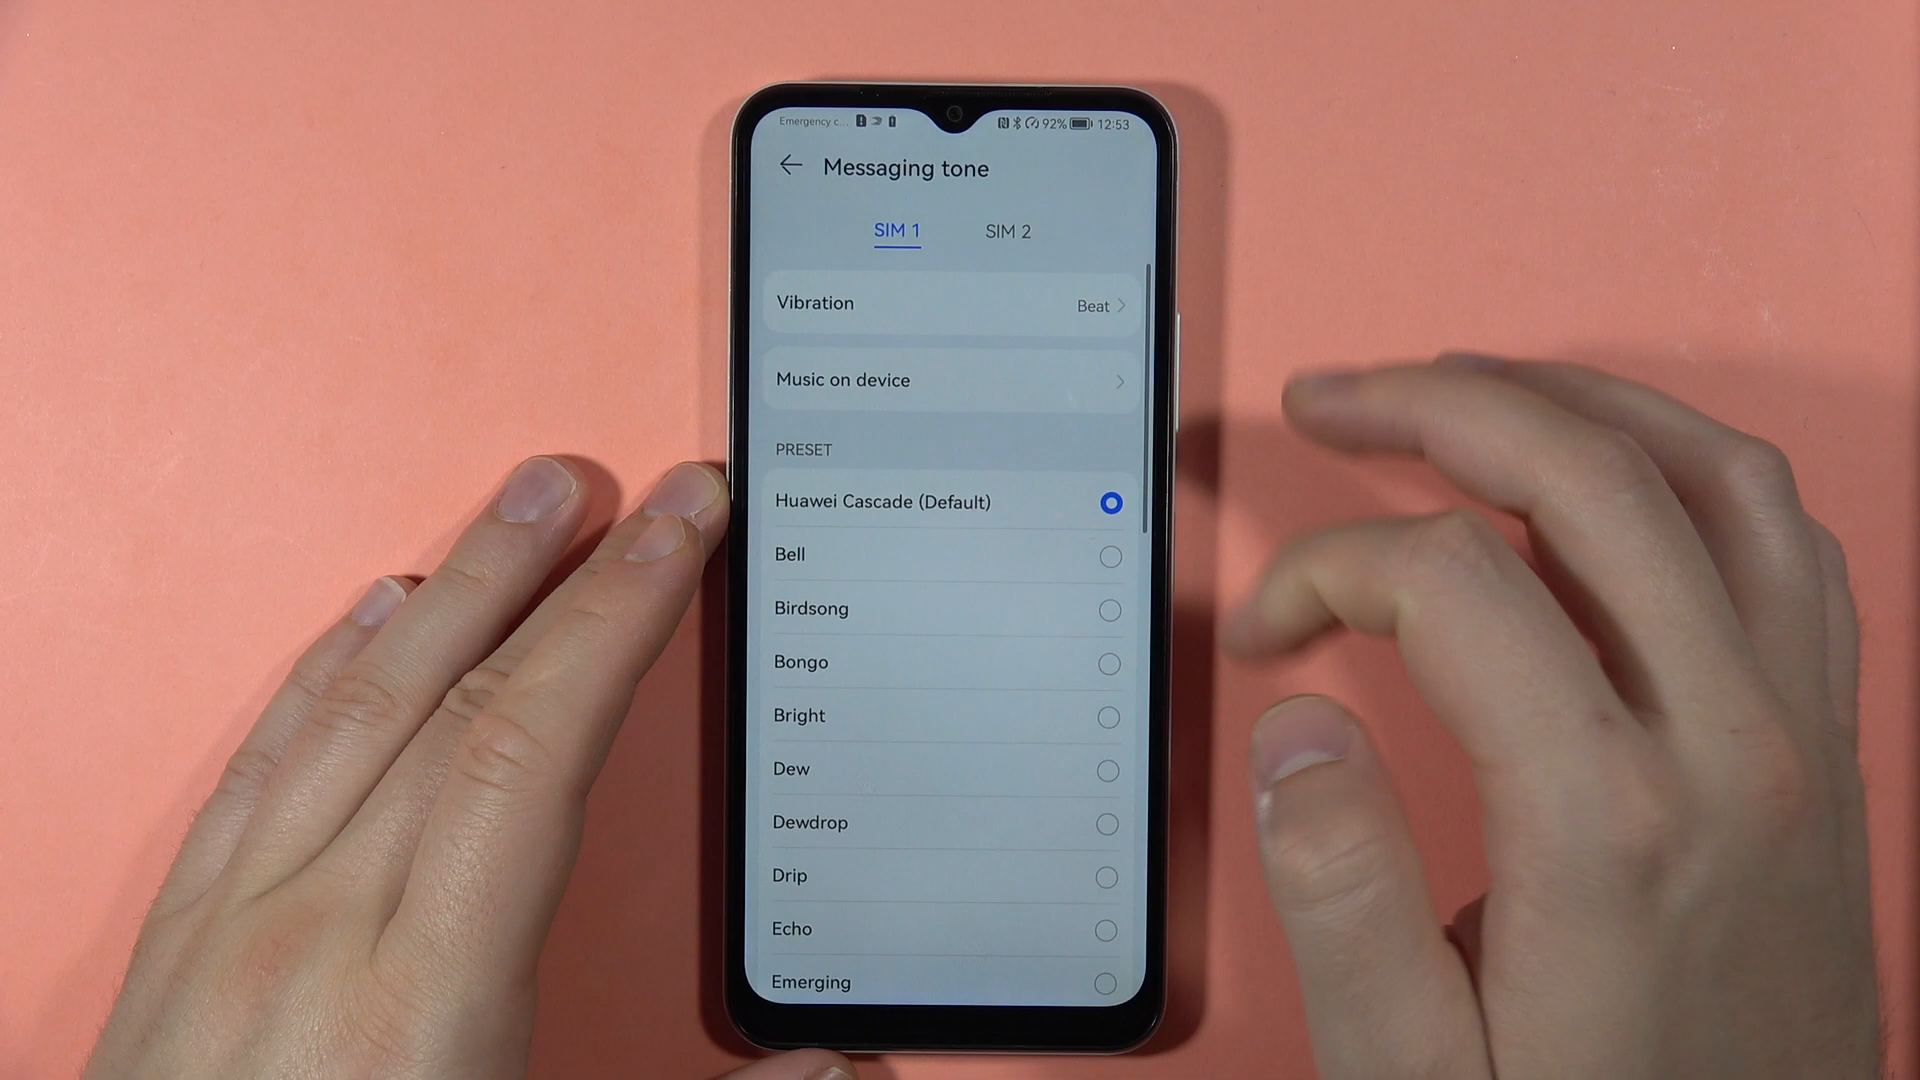 Emergency c... 92% 12:53
Messaging tone
SIM 1 SIM 2
Vibration Beat
Music on device
PRESET
Huawei Cascade (Default)
Bell
Birdsong
Bongo
Bright
Dew
Dewdrop
Drip
Echo
Emerging